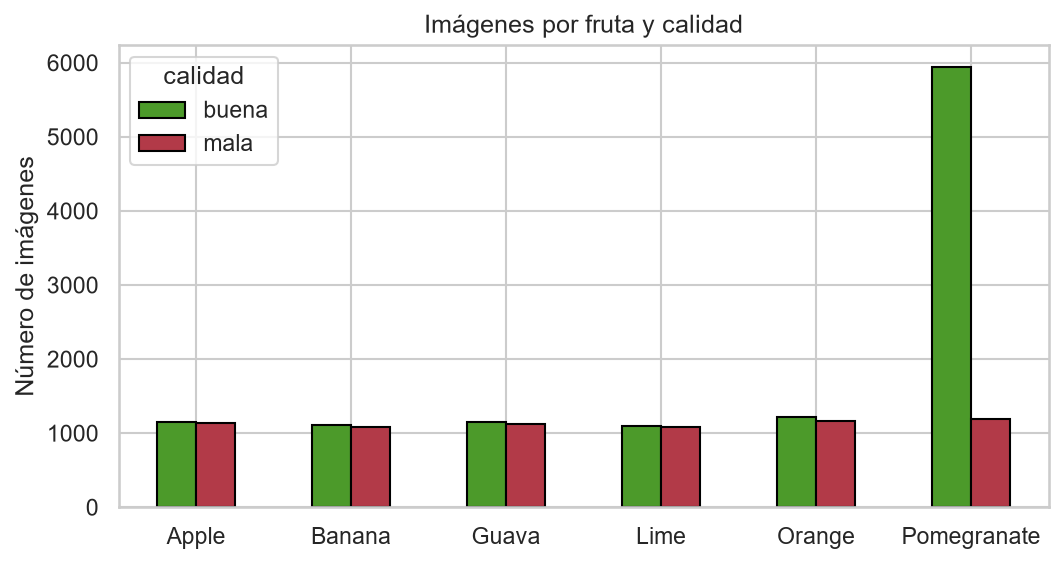 Imágenes por fruta y calidad
Número de imágenes
6000
5000
4000
3000
2000
1000
0
calidad
buena
mala
Apple
Banana
Guava
Lime
Orange
Pomegranate